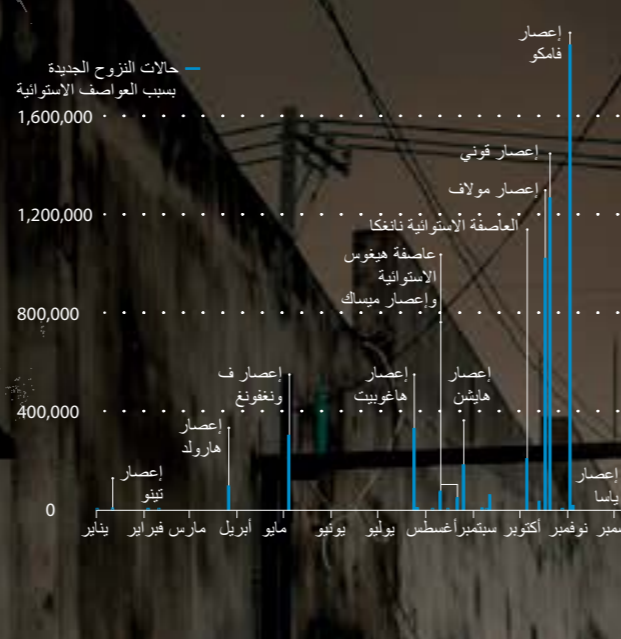 حالات النزوح الجديدة
بسبب العواصف الاستوائية
إعصار
فامكو
1,600,000
إعصار قوني
إعصار مولاف
1,200,000
العاصفة الاستوائية نانغكا
عاصفة هيغوس
الاستوائية
وإعصار ميساك
800,000
إعصار ف
ونغفونغ
إعصار
هاغوبيت
إعصار
هايشن
400,000
إعصار
هارولد
إعصار
تينو
إعصار
ياسا
0
يناير فبراير مارس أبريل مايو يونيو يوليو أغسطس سبتمبر أكتوبر نوفمبر سمبر